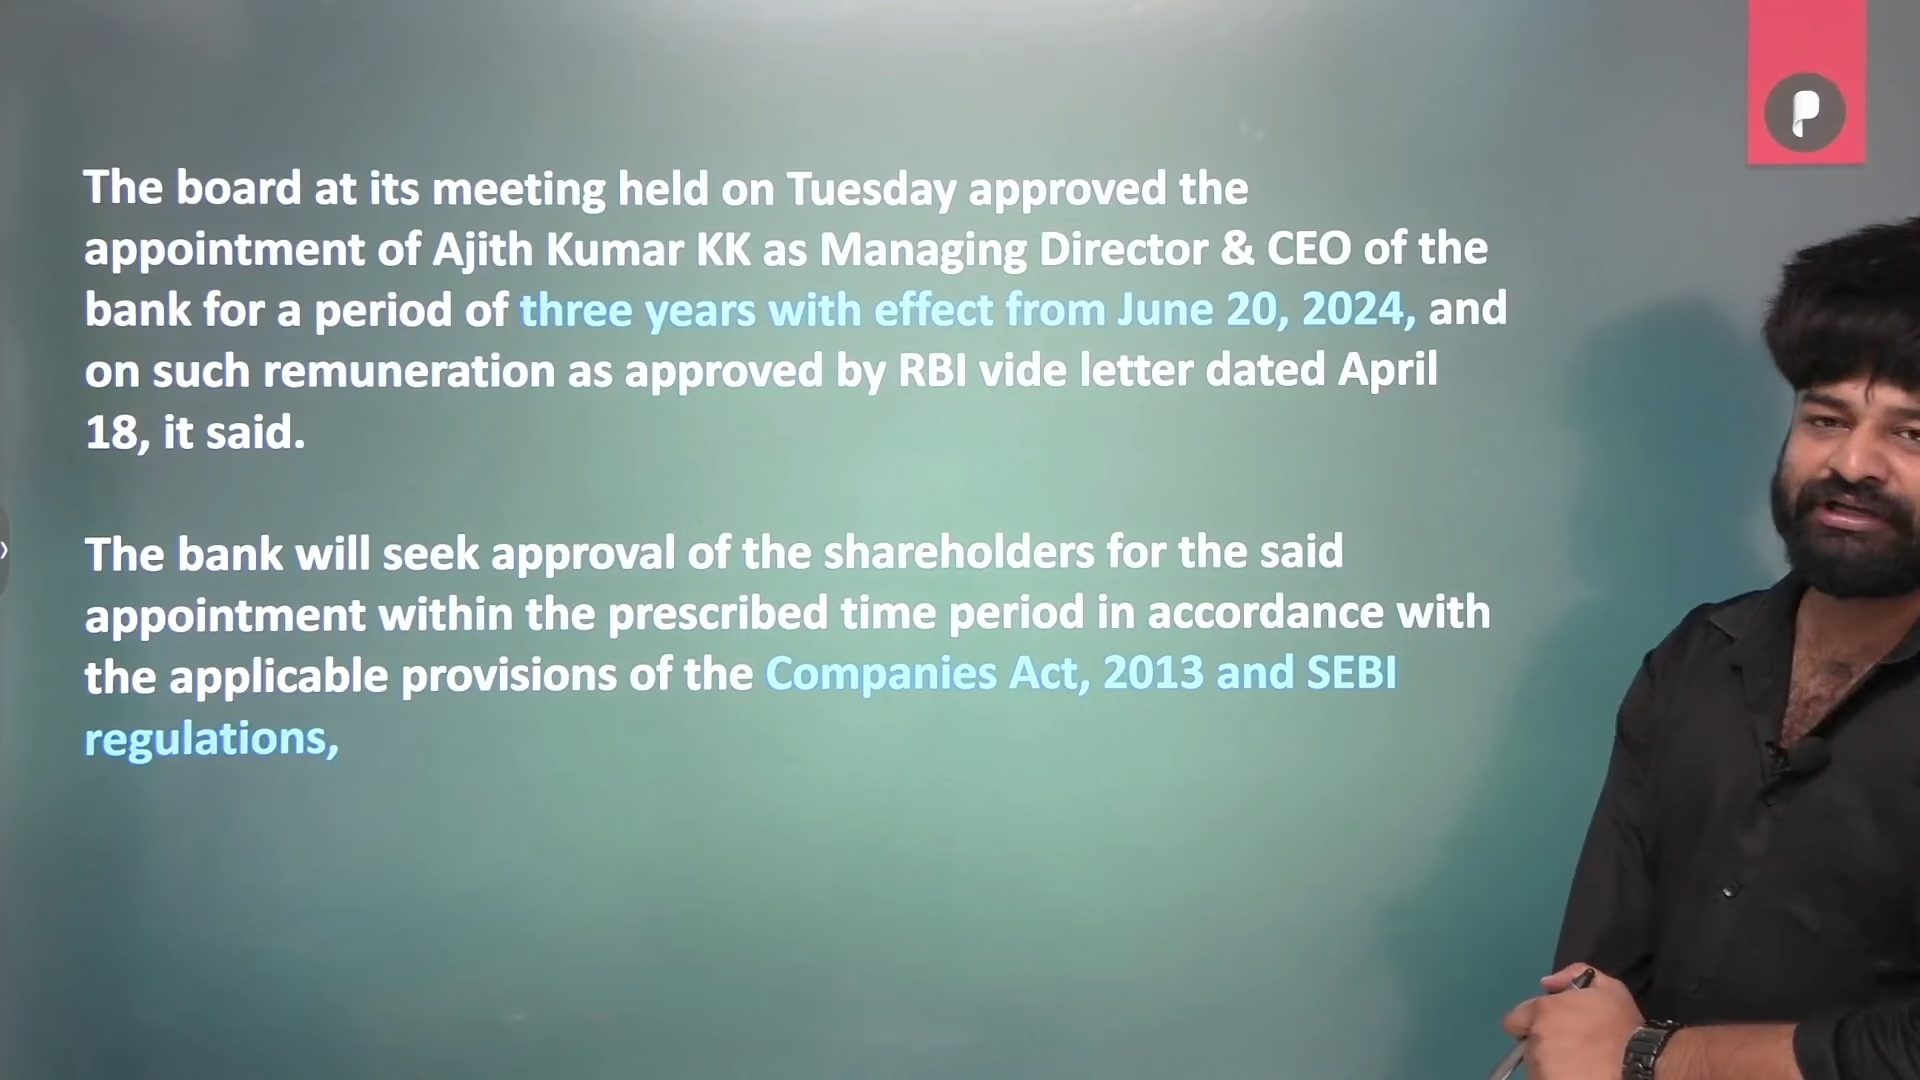 The board at its meeting held on Tuesday approved the
appointment of Ajith Kumar KK as Managing Director & CEO of the
bank for a period of three years with effect from June 20, 2024, and
on such remuneration as approved by RBI vide letter dated April
18, it said.
The bank will seek approval of the shareholders for the said
appointment within the prescribed time period in accordance with
the applicable provisions of the Companies Act, 2013 and SEBI
regulations,